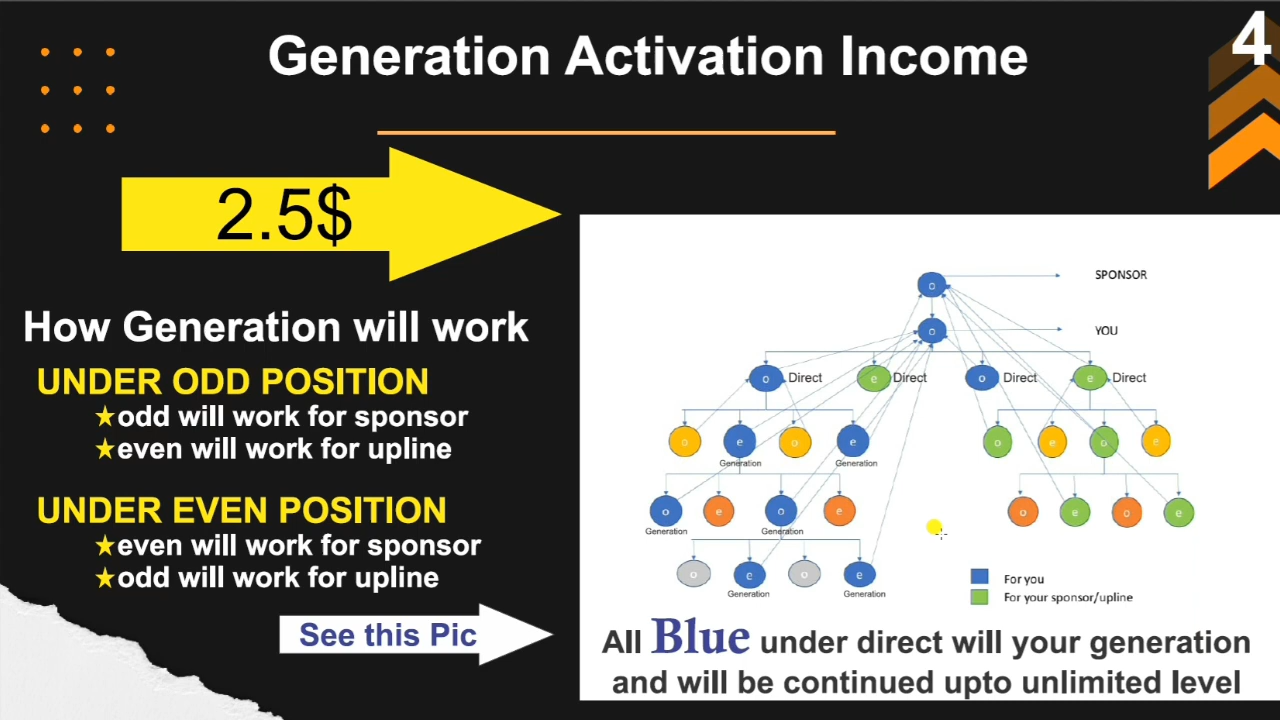 4
Generation Activation Income
2.5$
How Generation will work
UNDER ODD POSITION
★odd will work for sponsor
★even will work for upline
UNDER EVEN POSITION
★even will work for sponsor
★odd will work for upline
See this Pic
o SPONSOR
o YOU
o Direct e Direct o Direct e Direct
o e o e o e o e
Generation Generation
o e o e o e o e
Generation Generation
o e o e
Generation Generation
For you
For your sponsor/upline
All Blue under direct will your generation
and will be continued upto unlimited level